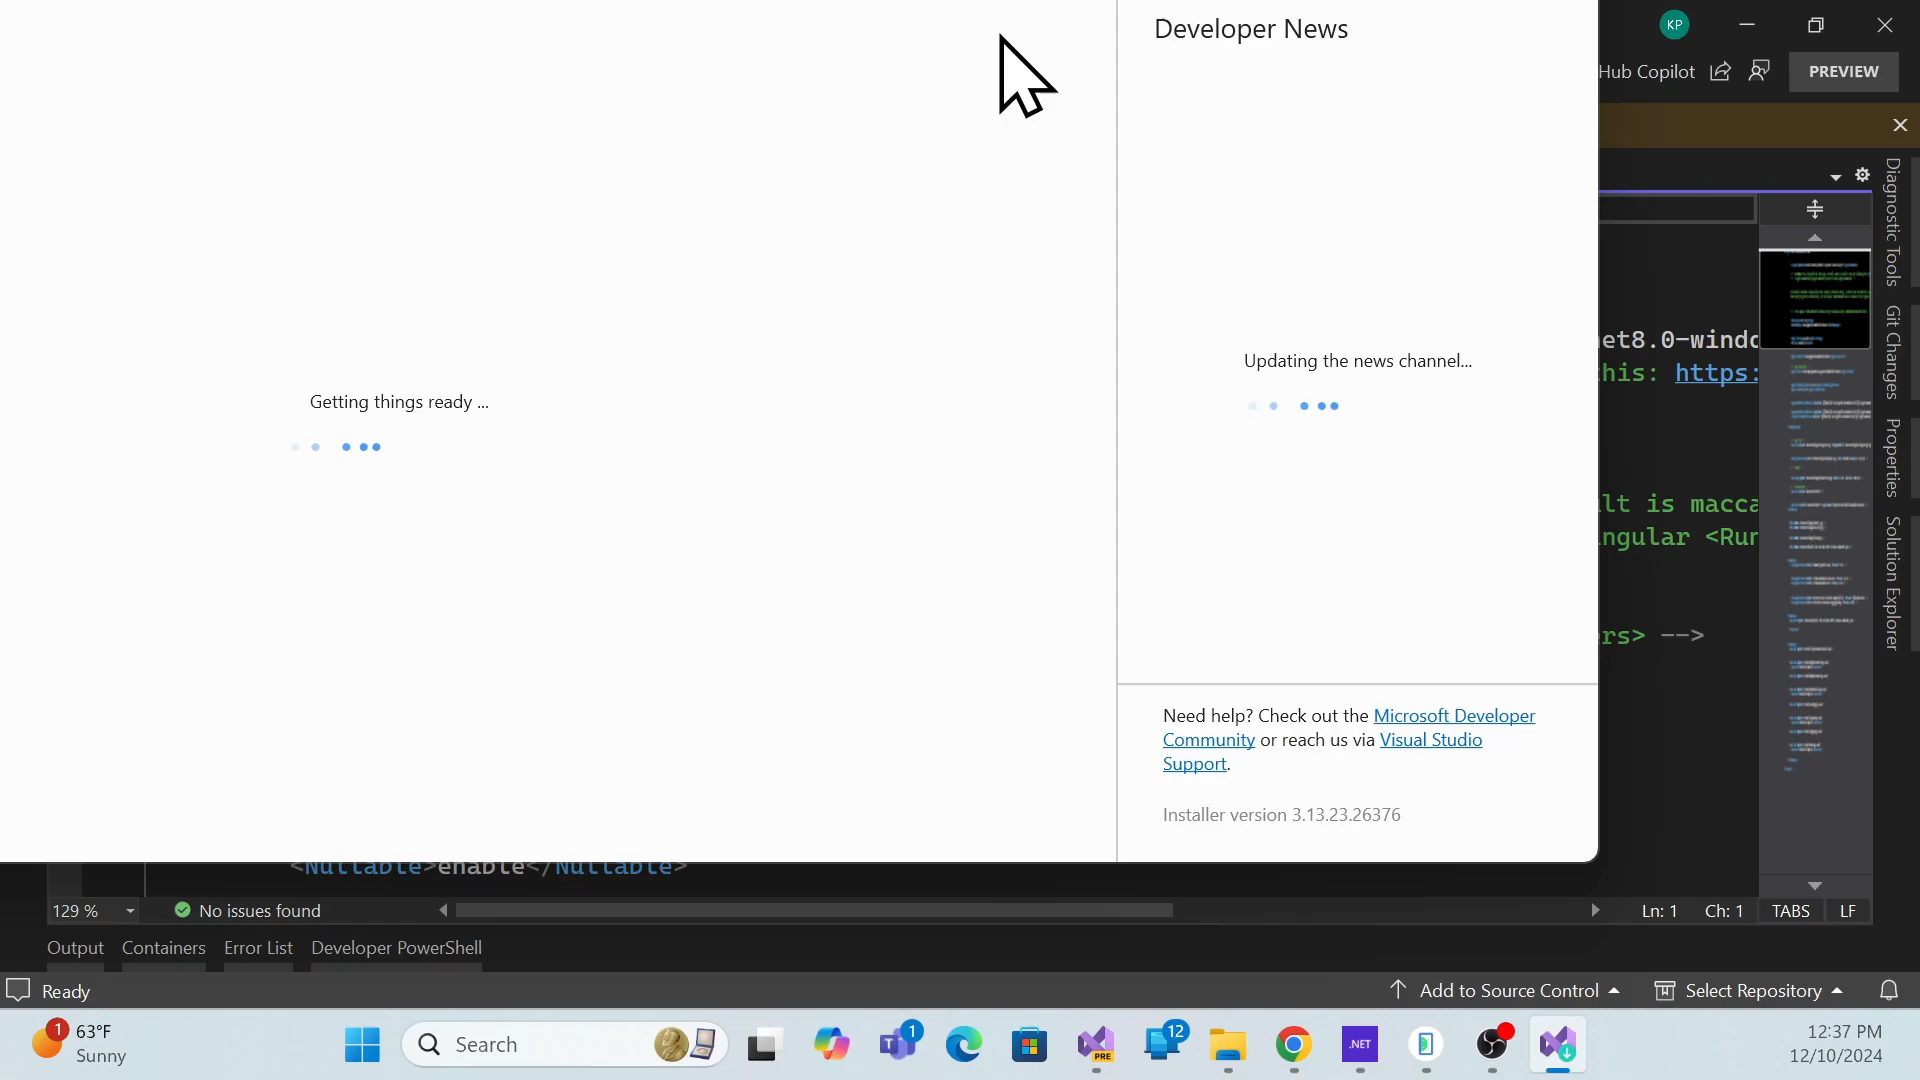 Developer News
KP
Hub Copilot
PREVIEW
Diagnostic Tools
Git Changes
Properties
Solution Explorer
et8.0-windo
his: https:
Updating the news channel...
Getting things ready ...
lt is macca
ngular <Run
rs> -->
Need help? Check out the Microsoft Developer
Community or reach us via Visual Studio
Support.
Installer version 3.13.23.26376
<Nullable>enable</Nullable>
129 %
No issues found
Ln: 1
Ch: 1
TABS
LF
Output
Containers
Error List
Developer PowerShell
Ready
Add to Source Control
Select Repository
1
63°F
Sunny
Search
1
PRE
12
.NET
12:37 PM
12/10/2024